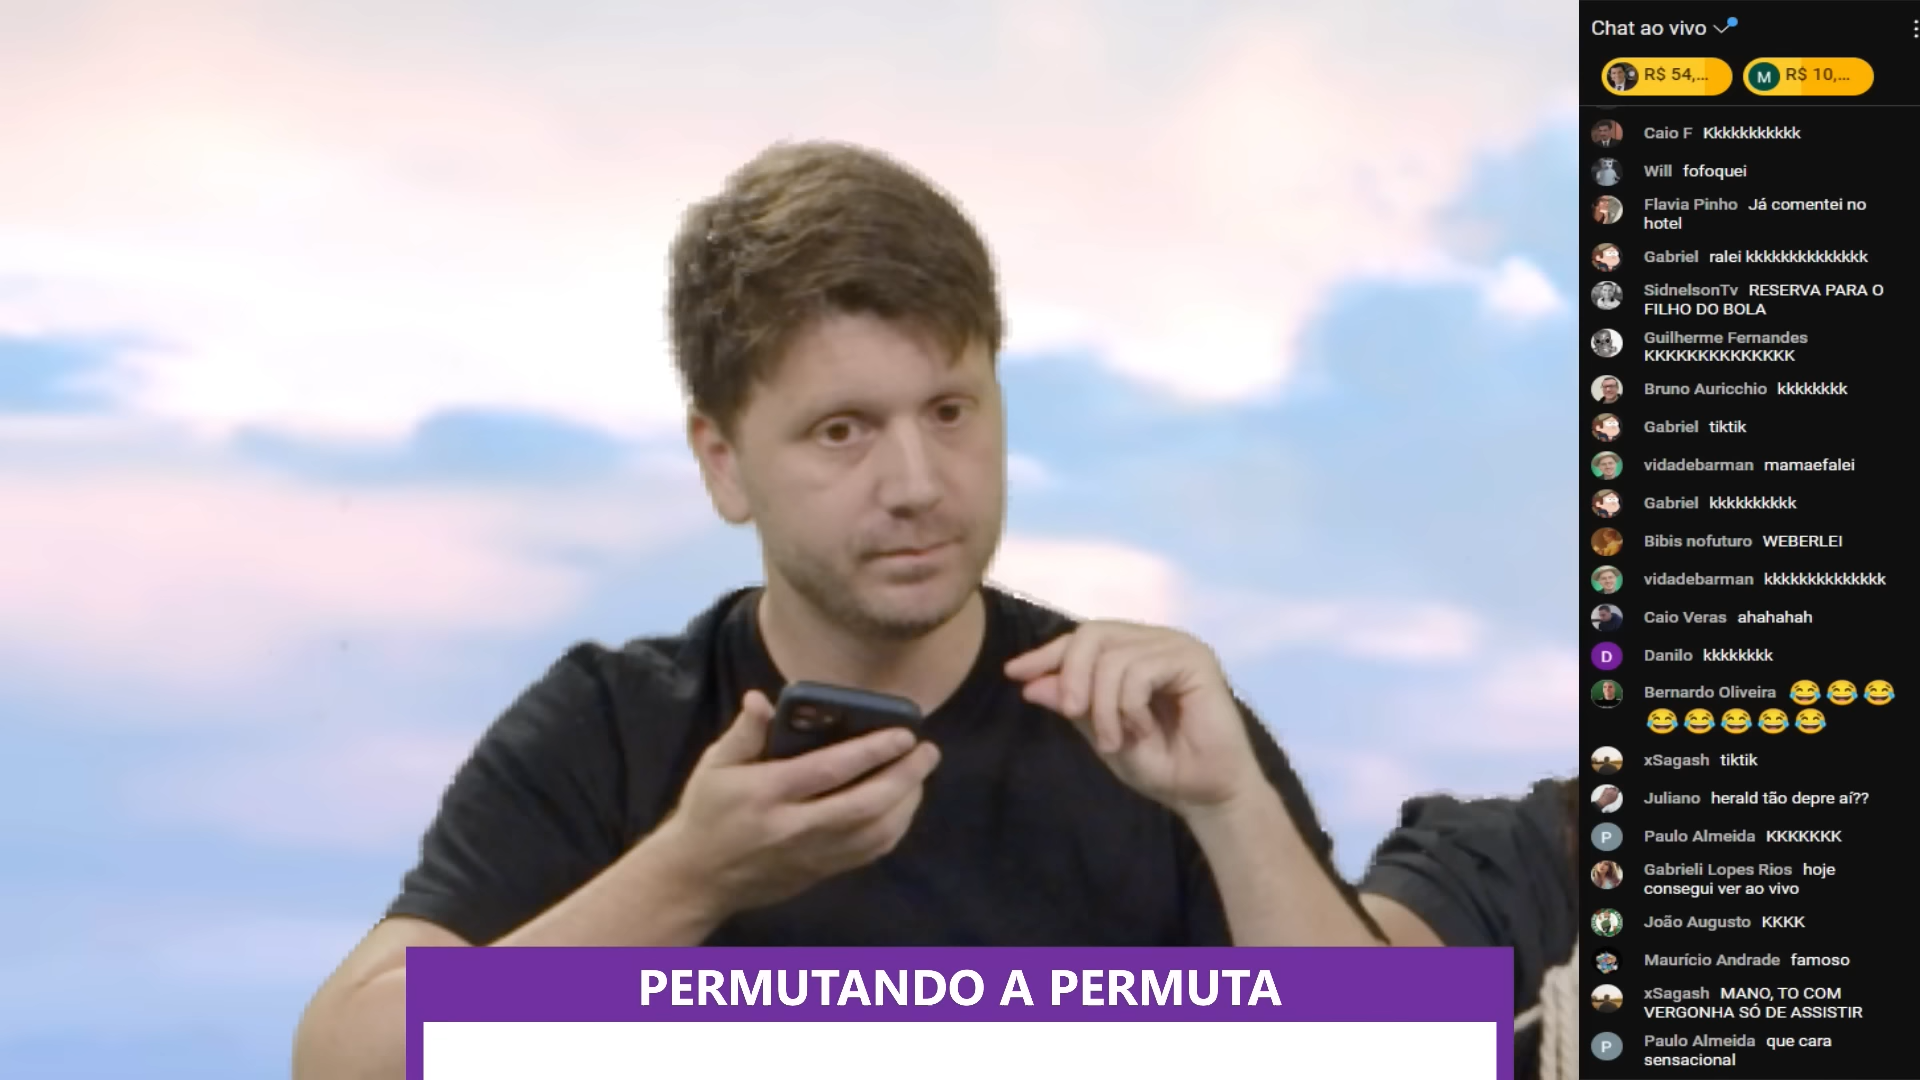 PERMUTANDO A PERMUTA
Chat ao vivo
R$ 54,...
M R$ 10,...
Caio F Kkkkkkkkkkk
Will fofoquei
Flavia Pinho Já comentei no
hotel
Gabriel ralei kkkkkkkkkkkkkk
SidnelsonTv RESERVA PARA O
FILHO DO BOLA
Guilherme Fernandes
KKKKKKKKKKKKKK
Bruno Auricchio kkkkkkkk
Gabriel tiktik
vidadebarman mamaefalei
Gabriel kkkkkkkkkk
Bibis nofuturo WEBERLEI
vidadebarman kkkkkkkkkkkkkk
Caio Veras ahahahah
D Danilo kkkkkkkk
Bernardo Oliveira 😂😂😂
😂😂😂😂😂
xSagash tiktik
Juliano herald tão depre aí??
P Paulo Almeida KKKKKKK
Gabrieli Lopes Rios hoje
consegui ver ao vivo
João Augusto KKKK
Maurício Andrade famoso
xSagash MANO, TO COM
VERGONHA SÓ DE ASSISTIR
P Paulo Almeida que cara
sensacional